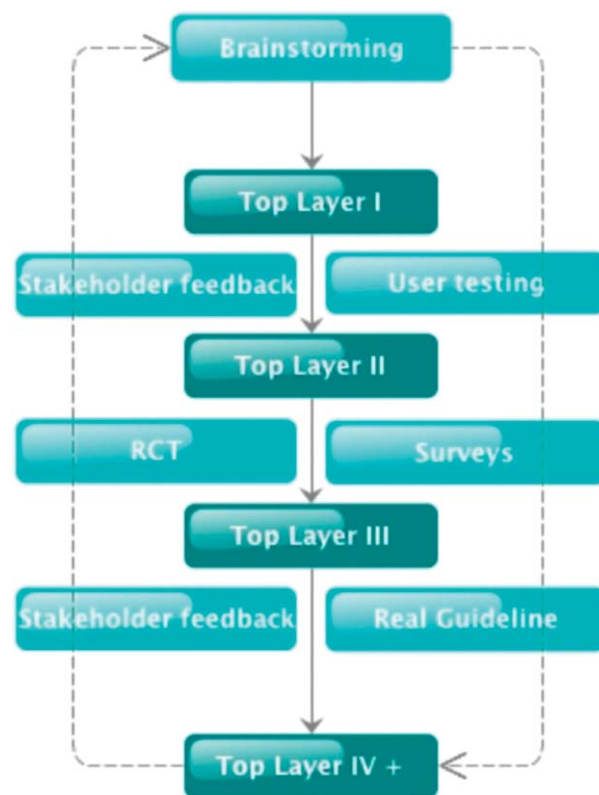 Brainstorming
Top Layer I
Stakeholder feedback
User testing
Top Layer II
RCT
Surveys
Top Layer III
Stakeholder feedback
Real Guideline
Top Layer IV +